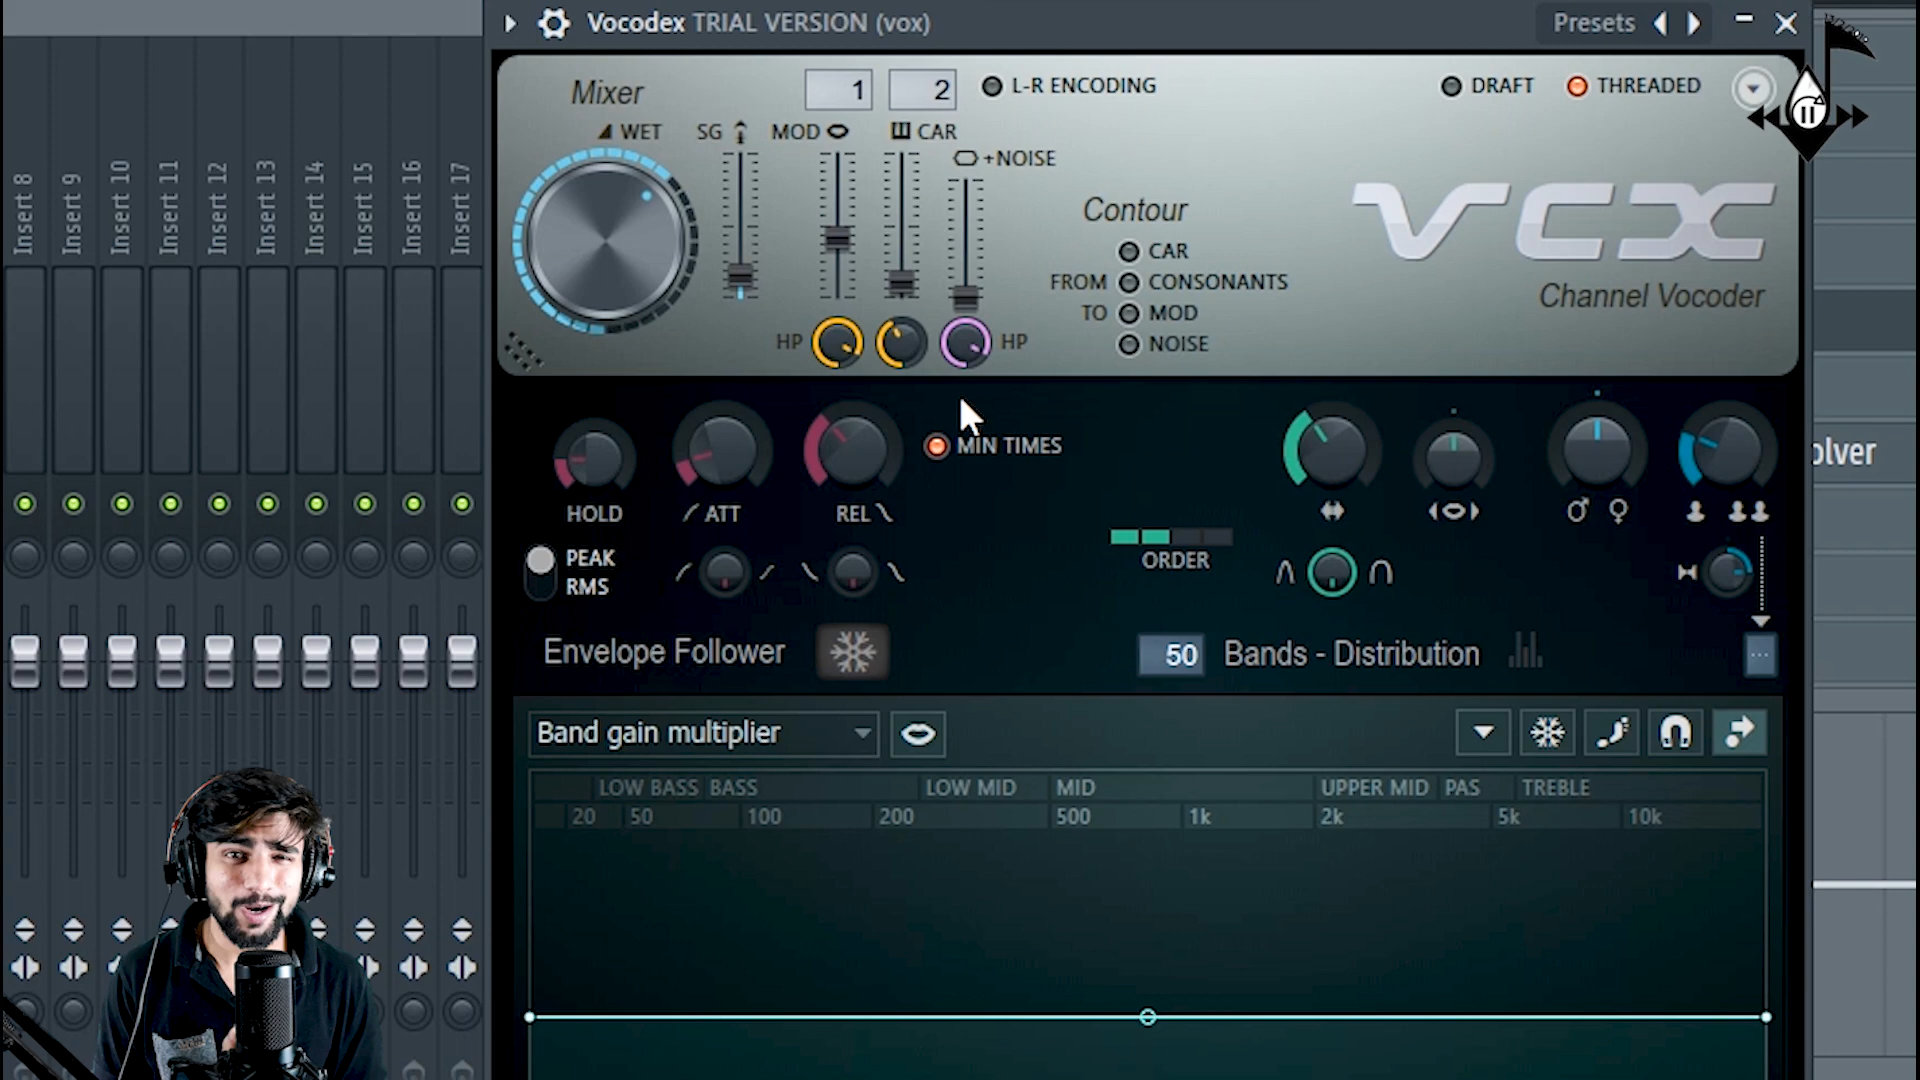 Vocodex TRIAL VERSION (vox)
Presets
Mixer
1
2
L-R ENCODING
DRAFT
THREADED
WET
SG
MOD
CAR
+NOISE
HP
HP
Contour
CAR
FROM CONSONANTS
TO MOD
NOISE
VCX
Channel Vocoder
Insert 8
Insert 9
Insert 10
Insert 11
Insert 12
Insert 13
Insert 14
Insert 15
Insert 16
Insert 17
MIN TIMES
HOLD
ATT
REL
PEAK
RMS
ORDER
Envelope Follower
50
Bands - Distribution
olver
Band gain multiplier
LOW BASS BASS LOW MID MID UPPER MID PAS TREBLE
20 50 100 200 500 1k 2k 5k 10k